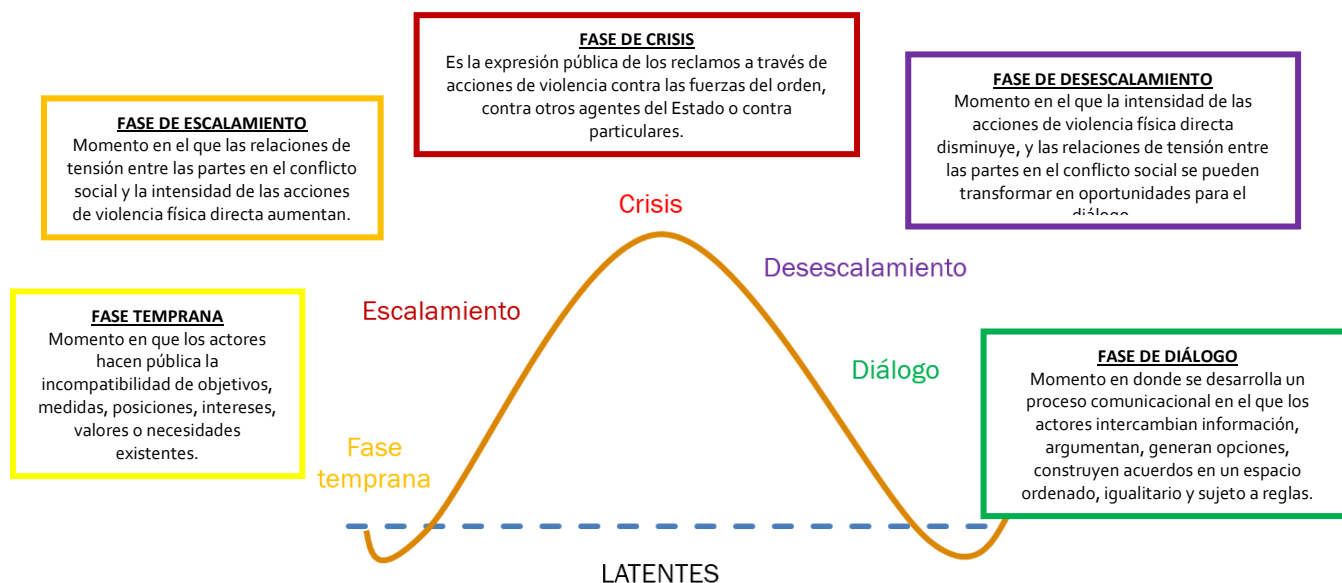 FASE DE CRISIS
Es la expresión pública de los reclamos a través de
acciones de violencia contra las fuerzas del orden,
contra otros agentes del Estado o contra
particulares.
FASE DE DESESCALAMIENTO
Momento en el que la intensidad de las
acciones de violencia física directa
disminuye, y las relaciones de tensión entre
las partes en el conflicto social se pueden
transformar en oportunidades para el
diálogo
FASE DE ESCALAMIENTO
Momento en el que las relaciones de
tensión entre las partes en el conflicto
social y la intensidad de las acciones
de violencia física directa aumentan.
Crisis
Desescalamiento
Escalamiento
FASE TEMPRANA
Momento en que los actores
hacen pública la
incompatibilidad de objetivos,
medidas, posiciones, intereses,
valores o necesidades
existentes.
Diálogo
FASE DE DIÁLOGO
Momento en donde se desarrolla un
proceso comunicacional en el que los
actores intercambian información,
argumentan, generan opciones,
construyen acuerdos en un espacio
ordenado, igualitario y sujeto a reglas.
Fase
temprana
LATENTES